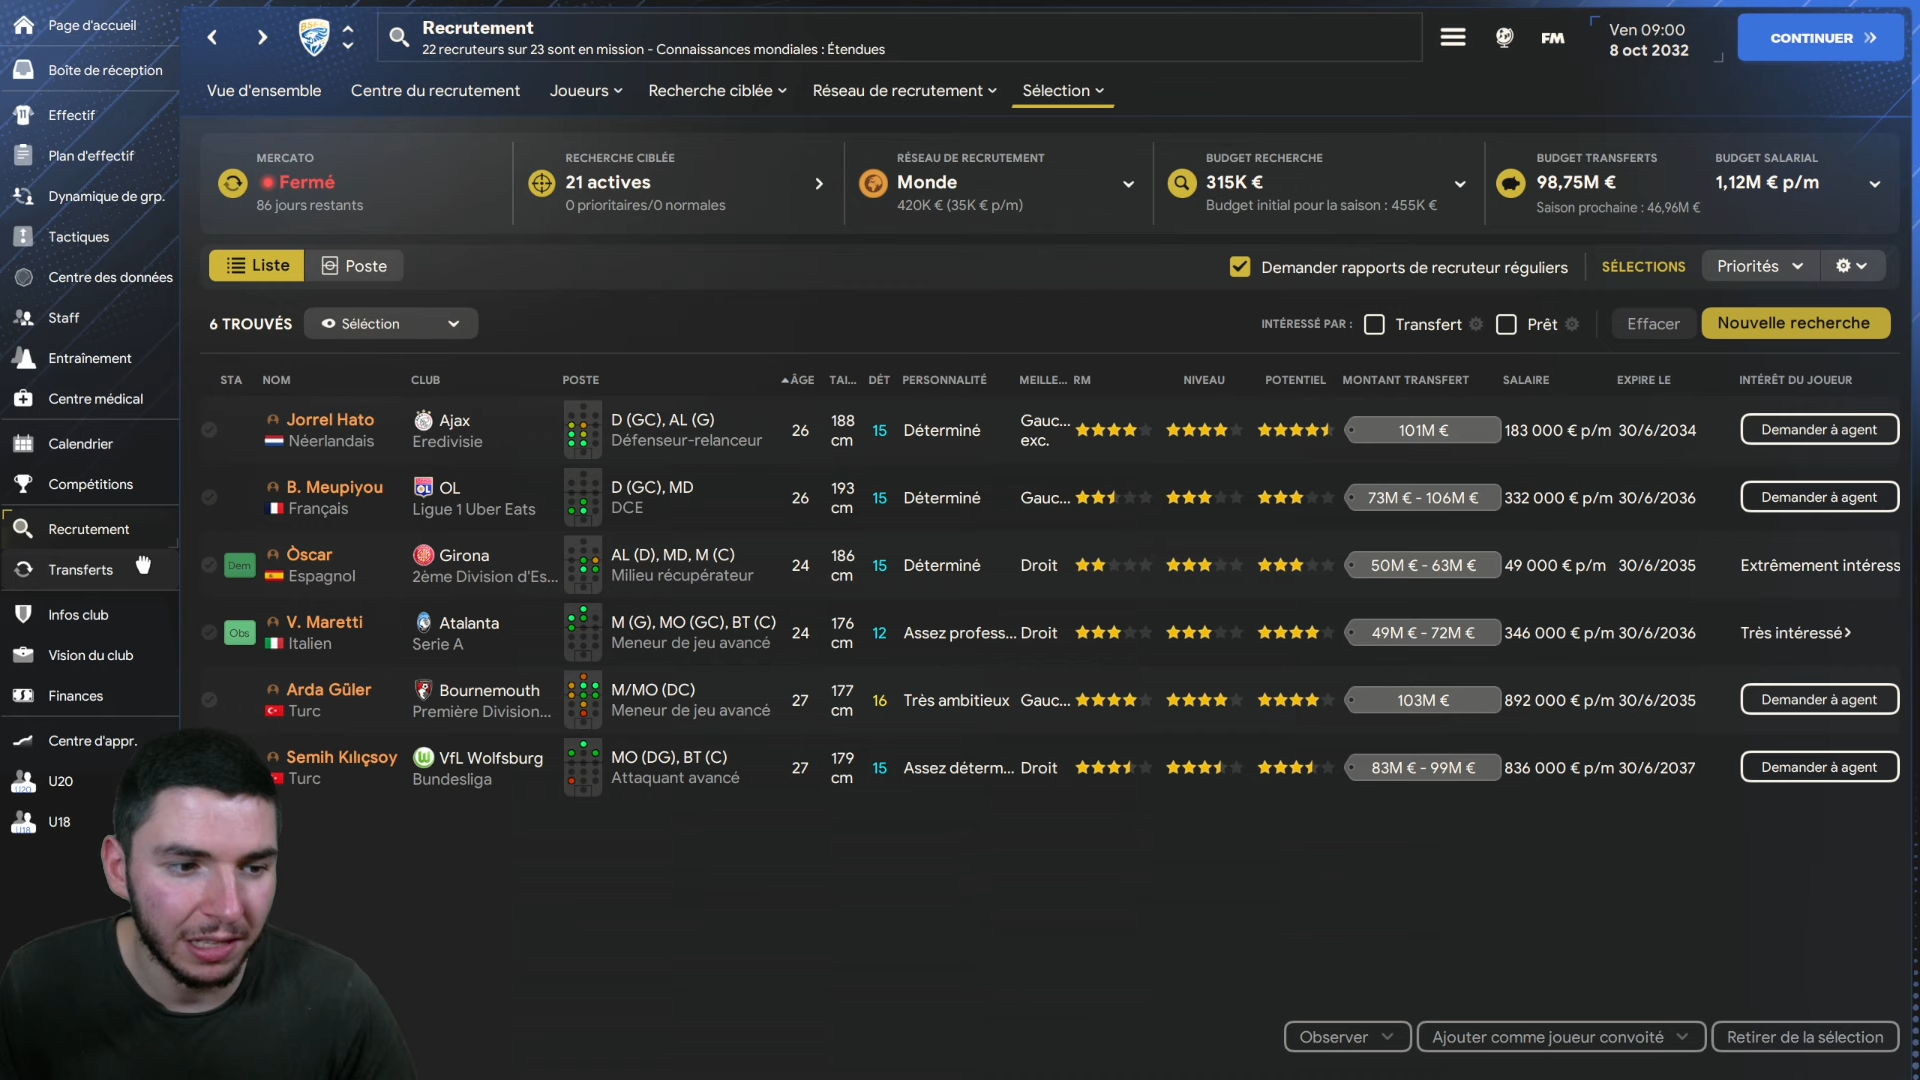 Page d'accueil
Boîte de réception
Effectif
Plan d'effectif
Dynamique de grp.
Tactiques
Centre des données
Staff
Entraînement
Centre médical
Calendrier
Compétitions
Recrutement
Transferts
Infos club
Vision du club
Finances
Centre d'appr.
U20
U18
Recrutement
22 recruteurs sur 23 sont en mission - Connaissances mondiales : Étendues
FM
Ven 09:00
8 oct 2032
CONTINUER
Vue d'ensemble Centre du recrutement Joueurs Recherche ciblée Réseau de recrutement Sélection
MERCATO
Fermé
86 jours restants
RECHERCHE CIBLÉE
21 actives
0 prioritaires/0 normales
RÉSEAU DE RECRUTEMENT
Monde
420K € (35K € p/m)
BUDGET RECHERCHE
315K €
Budget initial pour la saison : 455K €
BUDGET TRANSFERTS
98,75M €
Saison prochaine : 46,96M €
BUDGET SALARIAL
1,12M € p/m
Liste Poste
Demander rapports de recruteur réguliers SÉLECTIONS Priorités
6 TROUVÉS Séléction
INTÉRESSÉ PAR : Transfert Prêt Effacer Nouvelle recherche
STA NOM CLUB POSTE ÂGE TAI... DÉT PERSONNALITÉ MEILLE... RM NIVEAU POTENTIEL MONTANT TRANSFERT SALAIRE EXPIRE LE INTÉRÊT DU JOUEUR
Jorrel Hato Ajax D (GC), AL (G) 26 188 cm 15 Déterminé Gauc... exc. 101M € 183 000 € p/m 30/6/2034 Demander à agent
Néerlandais Eredivisie Défenseur-relanceur
B. Meupiyou OL D (GC), MD 26 193 cm 15 Déterminé Gauc... 73M € - 106M € 332 000 € p/m 30/6/2036 Demander à agent
Français Ligue 1 Uber Eats DCE
Dem Òscar Girona AL (D), MD, M (C) 24 186 cm 15 Déterminé Droit 50M € - 63M € 49 000 € p/m 30/6/2035 Extrêmement intéress
Espagnol 2ème Division d'Es... Milieu récupérateur
Obs V. Maretti Atalanta M (G), MO (GC), BT (C) 24 176 cm 12 Assez profess... Droit 49M € - 72M € 346 000 € p/m 30/6/2036 Très intéressé
Italien Serie A Meneur de jeu avancé
Arda Güler Bournemouth M/MO (DC) 27 177 cm 16 Très ambitieux Gauc... 103M € 892 000 € p/m 30/6/2035 Demander à agent
Turc Première Division... Meneur de jeu avancé
Semih Kılıçsoy VfL Wolfsburg MO (DG), BT (C) 27 179 cm 15 Assez déterm... Droit 83M € - 99M € 836 000 € p/m 30/6/2037 Demander à agent
Turc Bundesliga Attaquant avancé
Observer Ajouter comme joueur convoité Retirer de la sélection